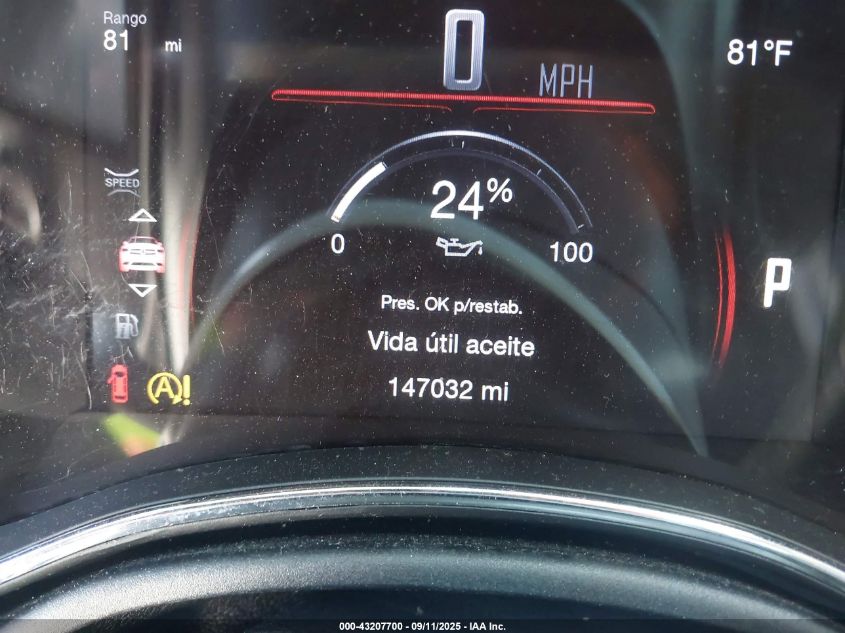 Rango
81 mi
0
MPH
81°F
SPEED
24%
0
100
P
Pres. OK p/restab.
Vida útil aceite
147032 mi
A!
000-43207700 - 09/11/2025 - IAA Inc.